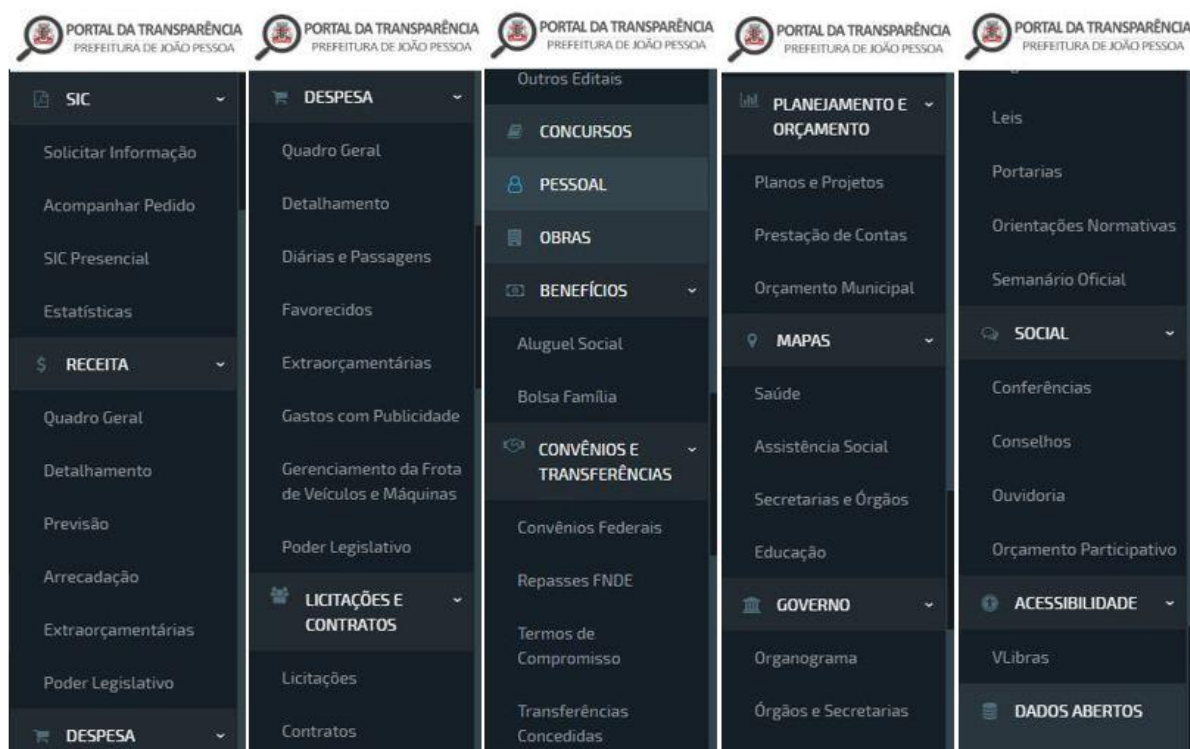 PORTAL DA TRANSPARÊNCIA
PREFEITURA DE JOÃO PESSOA
SIC
Solicitar Informação
Acompanhar Pedido
SIC Presencial
Estatísticas
RECEITA
Quadro Geral
Detalhamento
Previsão
Arrecadação
Extraorçamentárias
Poder Legislativo
DESPESA
PORTAL DA TRANSPARÊNCIA
PREFEITURA DE JOÃO PESSOA
DESPESA
Quadro Geral
Detalhamento
Diárias e Passagens
Favorecidos
Extraorçamentárias
Gastos com Publicidade
Gerenciamento da Frota
de Veículos e Máquinas
Poder Legislativo
LICITAÇÕES E
CONTRATOS
Licitações
Contratos
PORTAL DA TRANSPARÊNCIA
PREFEITURA DE JOÃO PESSOA
Outros Editais
CONCURSOS
PESSOAL
OBRAS
BENEFÍCIOS
Aluguel Social
Bolsa Família
CONVÊNIOS E
TRANSFERÊNCIAS
Convênios Federais
Repasses FNDE
Termos de
Compromisso
Transferências
Concedidas
PORTAL DA TRANSPARÊNCIA
PREFEITURA DE JOÃO PESSOA
PLANEJAMENTO E
ORÇAMENTO
Planos e Projetos
Prestação de Contas
Orçamento Municipal
MAPAS
Saúde
Assistência Social
Secretarias e Órgãos
Educação
GOVERNO
Organograma
Órgãos e Secretarias
PORTAL DA TRANSPARÊNCIA
PREFEITURA DE JOÃO PESSOA
Leis
Portarias
Orientações Normativas
Semanário Oficial
SOCIAL
Conferências
Conselhos
Ouvidoria
Orçamento Participativo
ACESSIBILIDADE
VLibras
DADOS ABERTOS